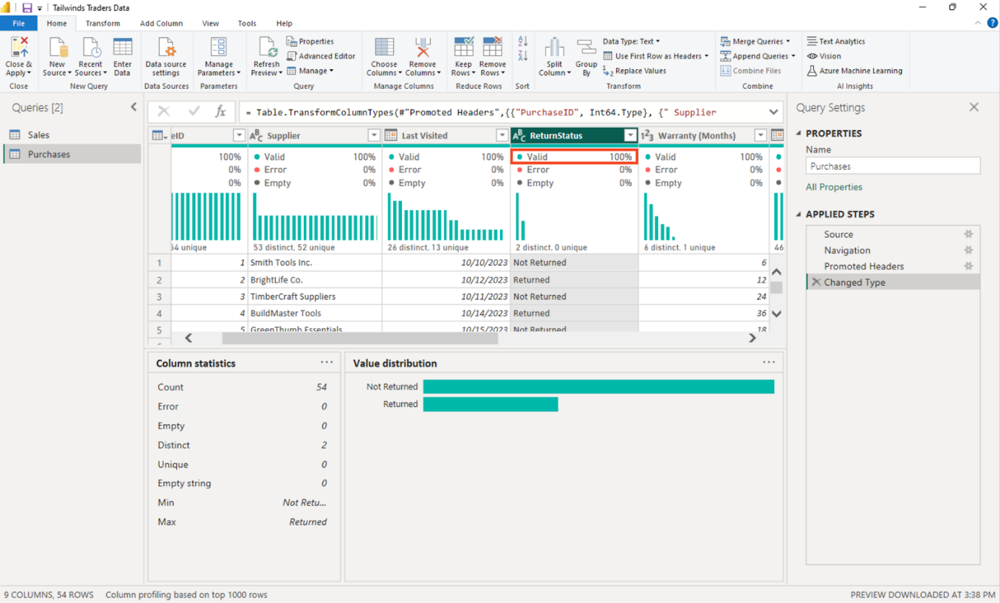 Tailwinds Traders Data
File Home Transform Add Column View Tools Help
Close & Apply
New Source
Recent Sources
Enter Data
Data source settings
Manage Parameters
Refresh Preview
Properties
Advanced Editor
Manage
Choose Columns
Remove Columns
Keep Rows
Remove Rows
Split Column
Group By
Data Type: Text
Use First Row as Headers
1 2 Replace Values
Merge Queries
Append Queries
Combine Files
Text Analytics
Vision
Azure Machine Learning
Close New Query Data Sources Parameters Query Manage Columns Reduce Rows Sort Transform Combine AI Insights
Queries [2]
Sales
Purchases
fx = Table.TransformColumnTypes(#"Promoted Headers",{{"PurchaseID", Int64.Type}, {" Supplier
eID ABC Supplier Last Visited ABC ReturnStatus 123 Warranty (Months)
100% Valid 100% Valid 100% Valid 100% Valid 100%
0% Error 0% Error 0% Error 0% Error 0%
0% Empty 0% Empty 0% Empty 0% Empty 0%
54 unique 53 distinct, 52 unique 26 distinct, 13 unique 2 distinct, 0 unique 6 distinct, 1 unique 46
1 1 Smith Tools Inc. 10/10/2023 Not Returned 6
2 2 BrightLife Co. 10/12/2023 Returned 12
3 3 TimberCraft Suppliers 10/11/2023 Not Returned 24
4 4 BuildMaster Tools 10/14/2023 Returned 36
5 5 GreenThumb Essentials 10/15/2023 Not Returned 18
Column statistics
Count 54
Error 0
Empty 0
Distinct 2
Unique 0
Empty string 0
Min Not Retu...
Max Returned
Value distribution
Not Returned
Returned
Query Settings
PROPERTIES
Name
Purchases
All Properties
APPLIED STEPS
Source
Navigation
Promoted Headers
Changed Type
9 COLUMNS, 54 ROWS Column profiling based on top 1000 rows PREVIEW DOWNLOADED AT 3:38 PM